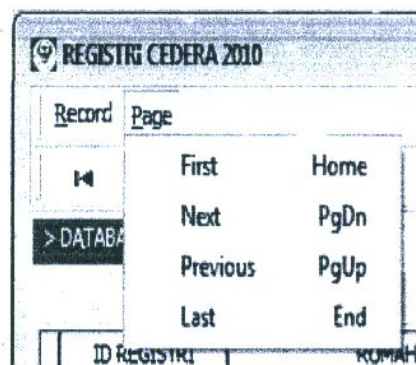 REGISTRI CEDERA 2010
Record Page
First Home
Next PgDn
> DATABA
Previous PgUp
Last End
ID REGISTRI RUMAH